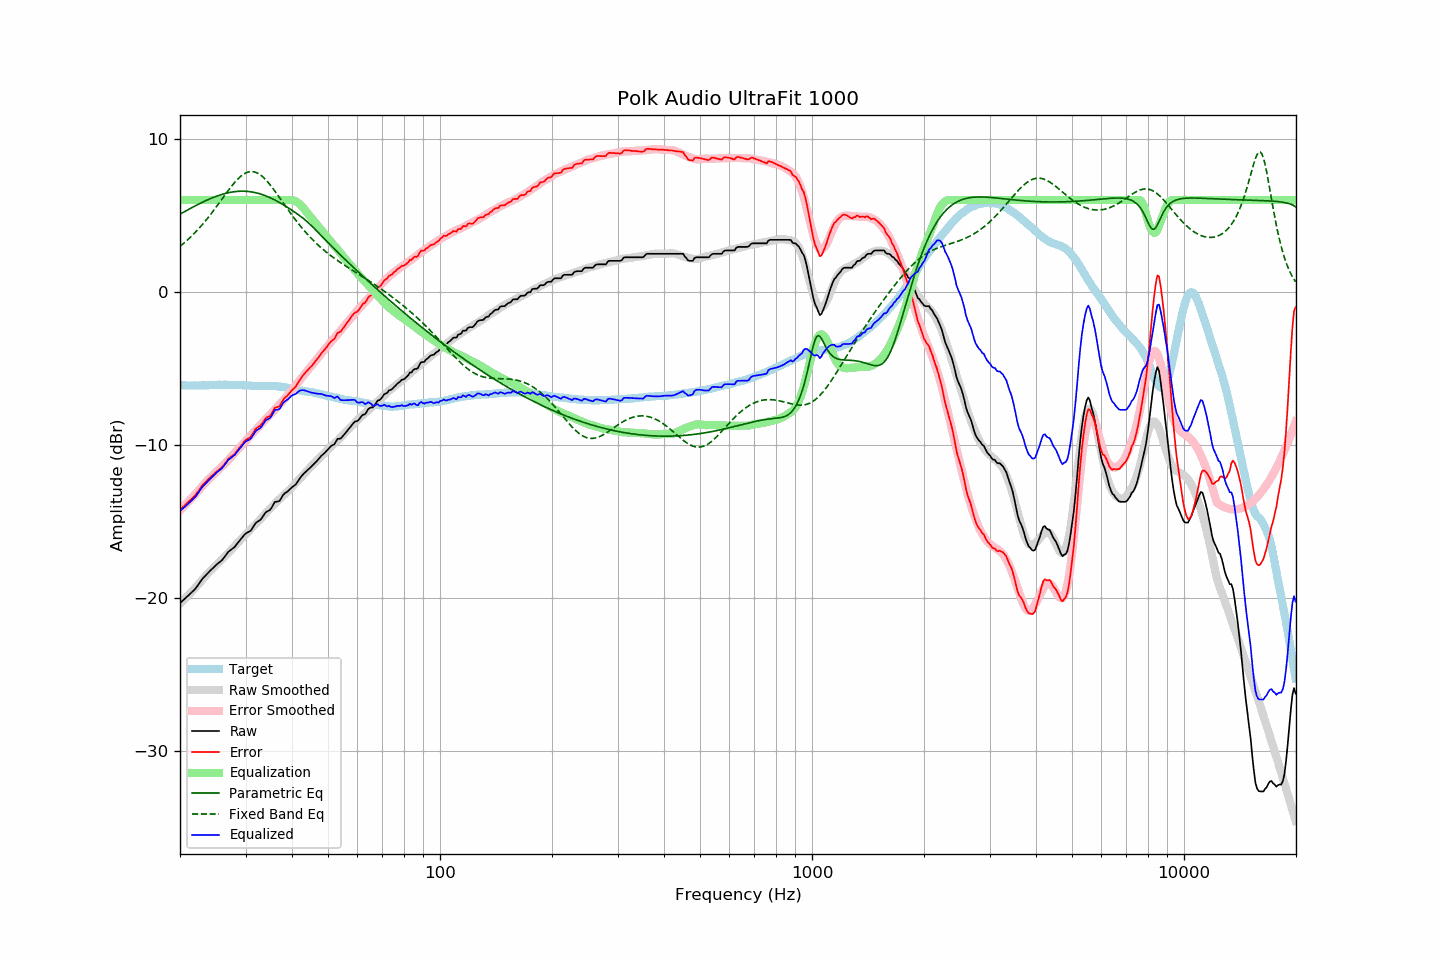 Polk Audio UltraFit 1000
10
0
−10
−20
−30
Amplitude (dBr)
Target
Raw Smoothed
Error Smoothed
Raw
Error
Equalization
Parametric Eq
Fixed Band Eq
Equalized
100
1000
10000
Frequency (Hz)